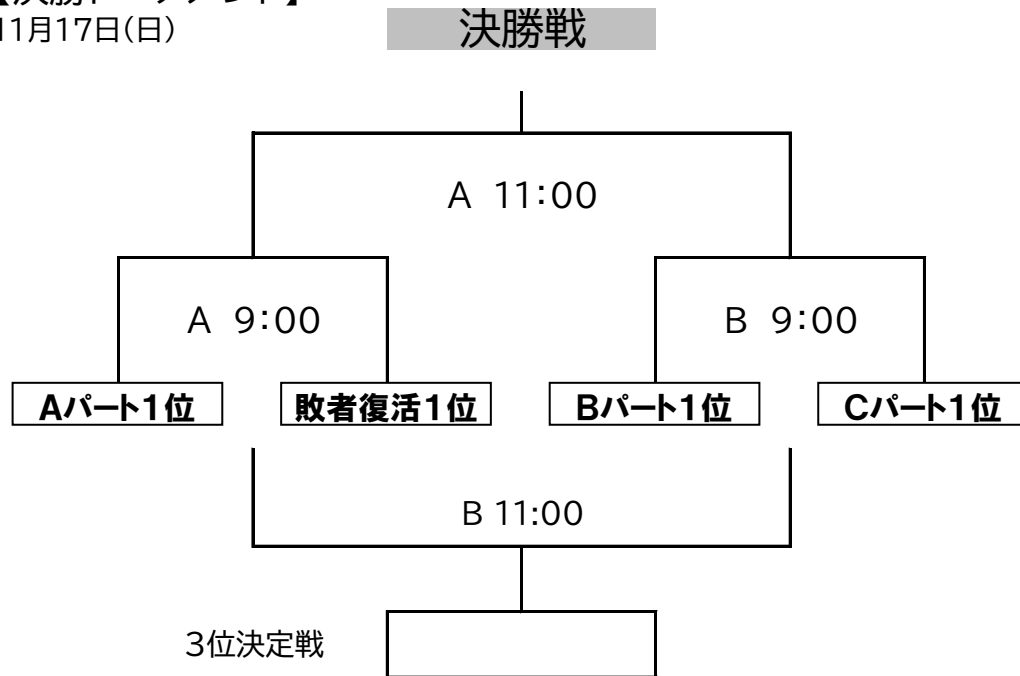 11月17日(日)
決勝戦
A 11:00
A 9:00
B 9:00
Aパート1位
敗者復活1位
Bパート1位
Cパート1位
B 11:00
3位決定戦